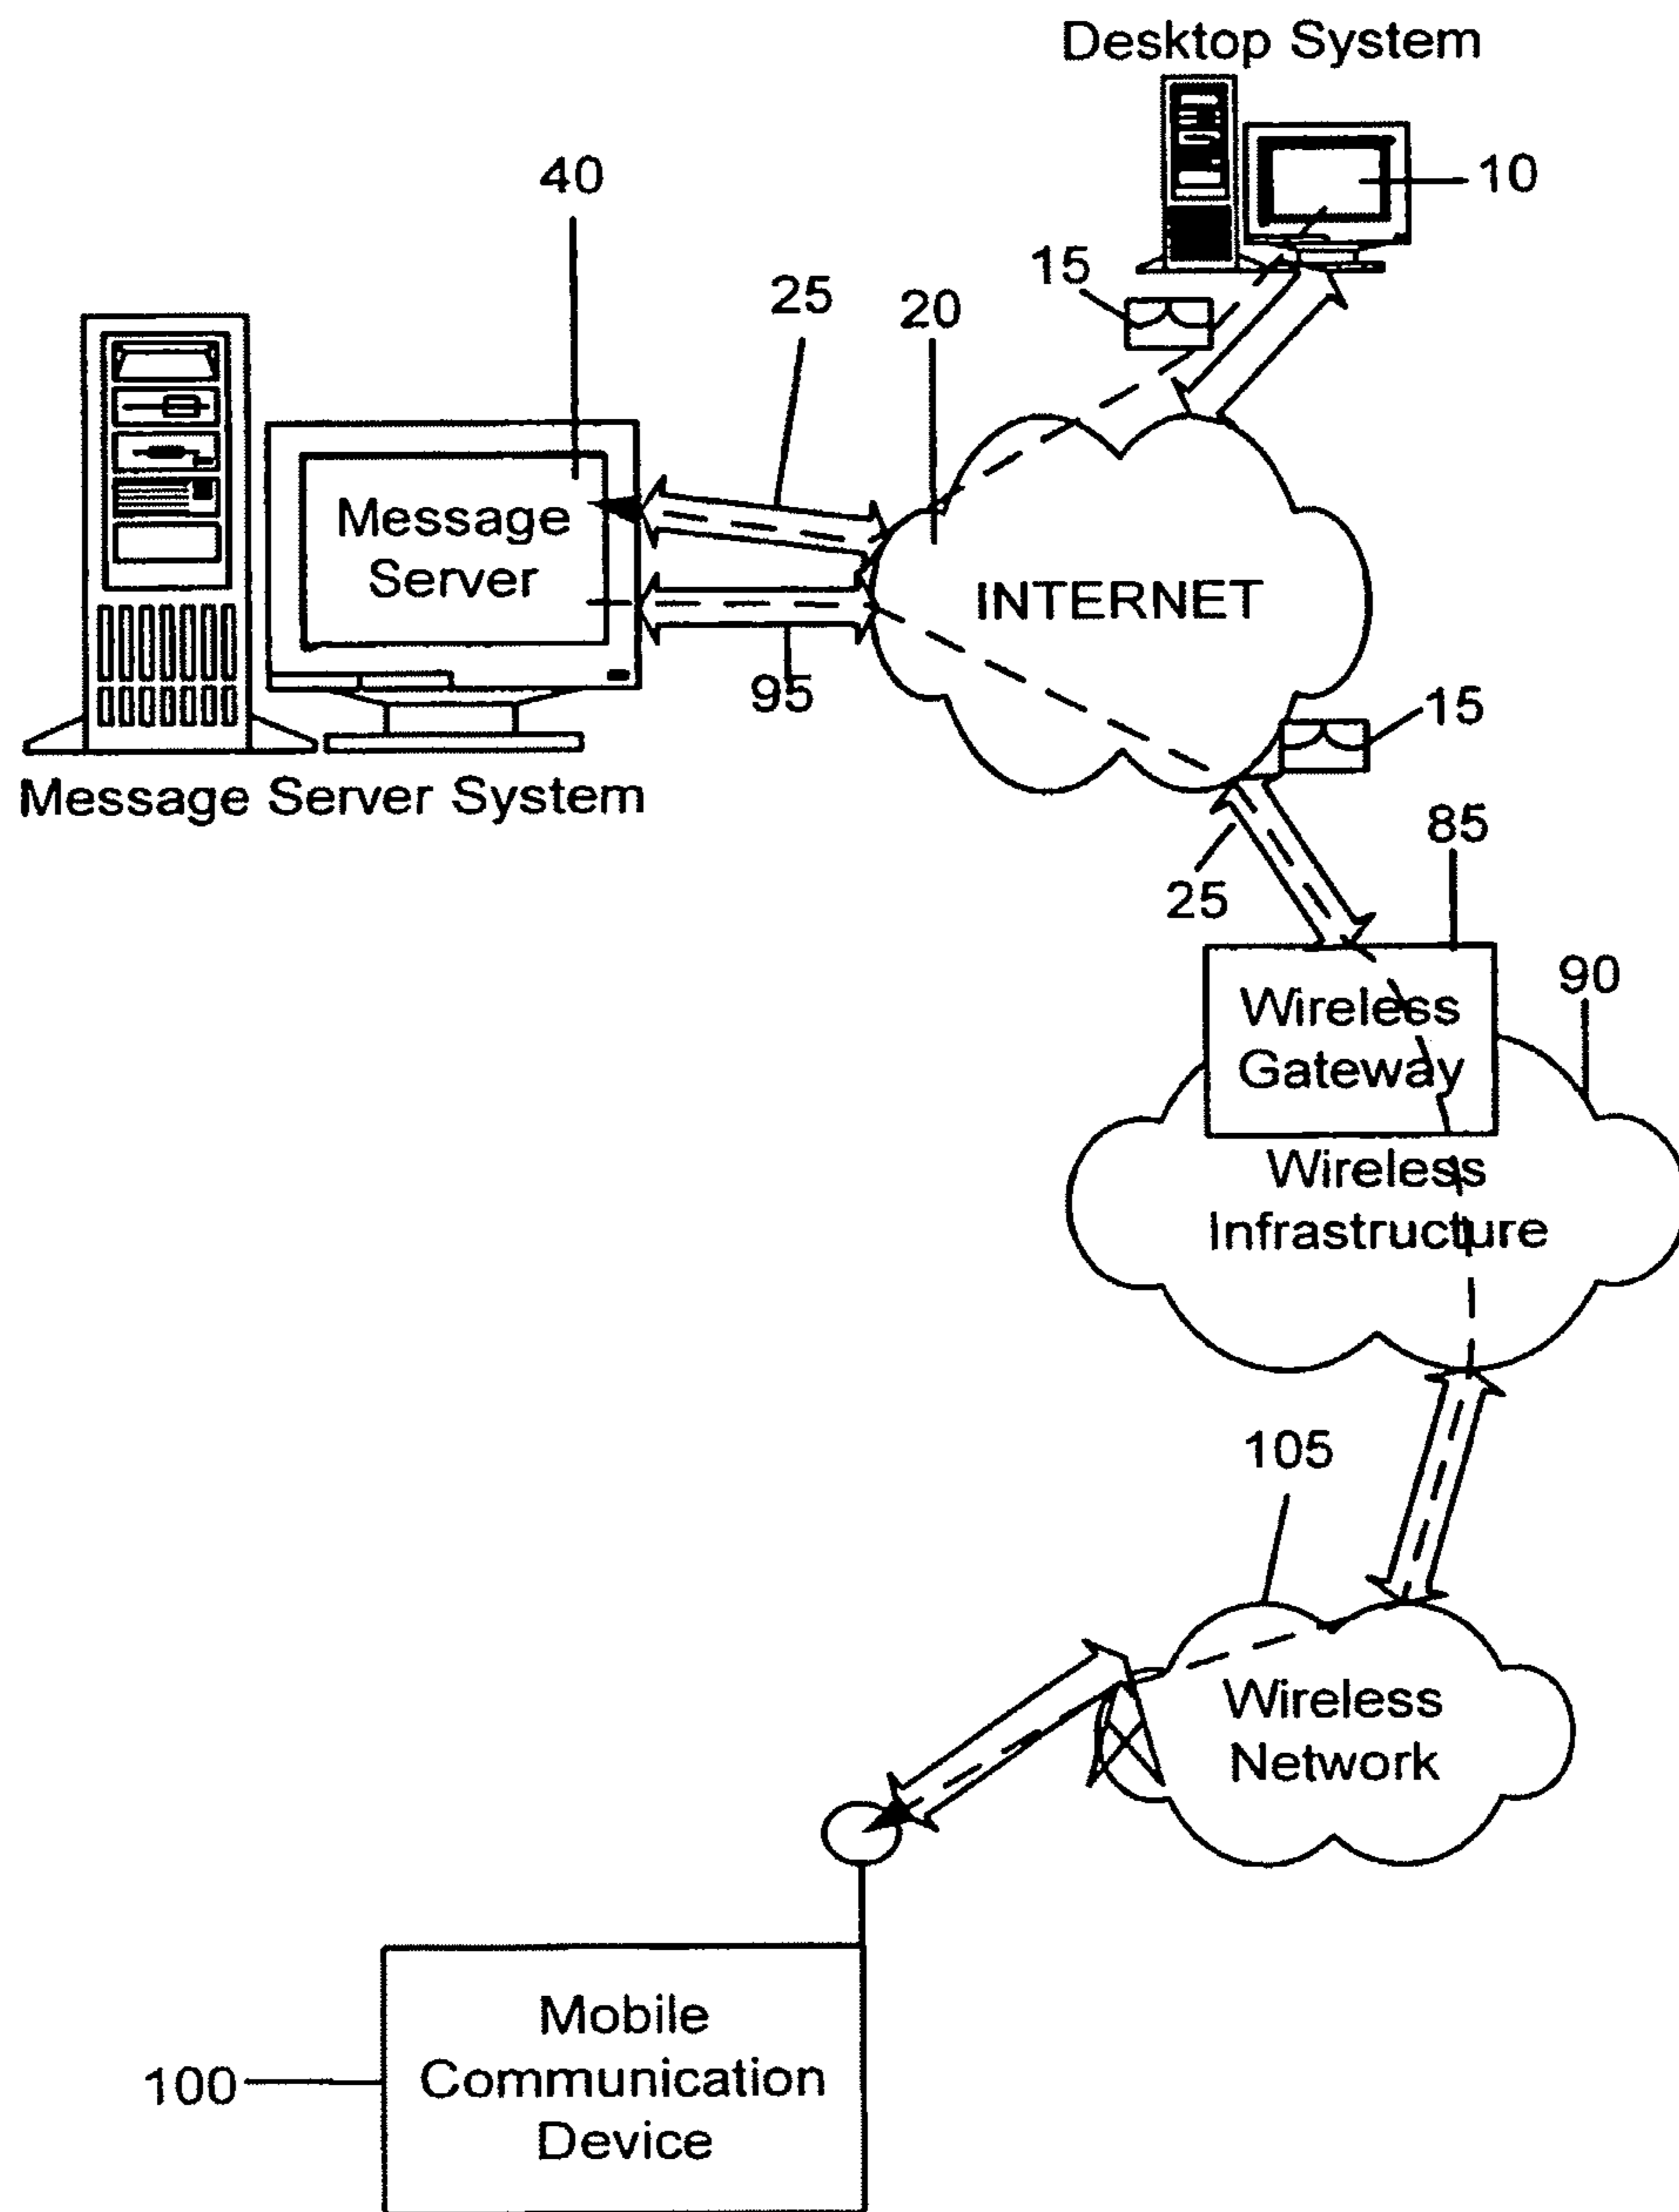 Desktop System
40
10
15
25
20
Message
Server
INTERNET
95
15
Message Server System
85
25
90
Wireless
Gateway
Wireless
Infrastructure
105
Wireless
Network
Mobile
100
Communication
Device